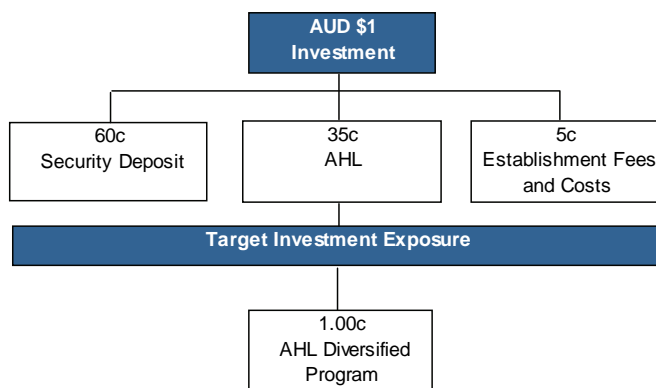 AUD $1
Investment
60c
Security Deposit
35c
AHL
5c
Establishment Fees
and Costs
Target Investment Exposure
1.00c
AHL Diversified
Program